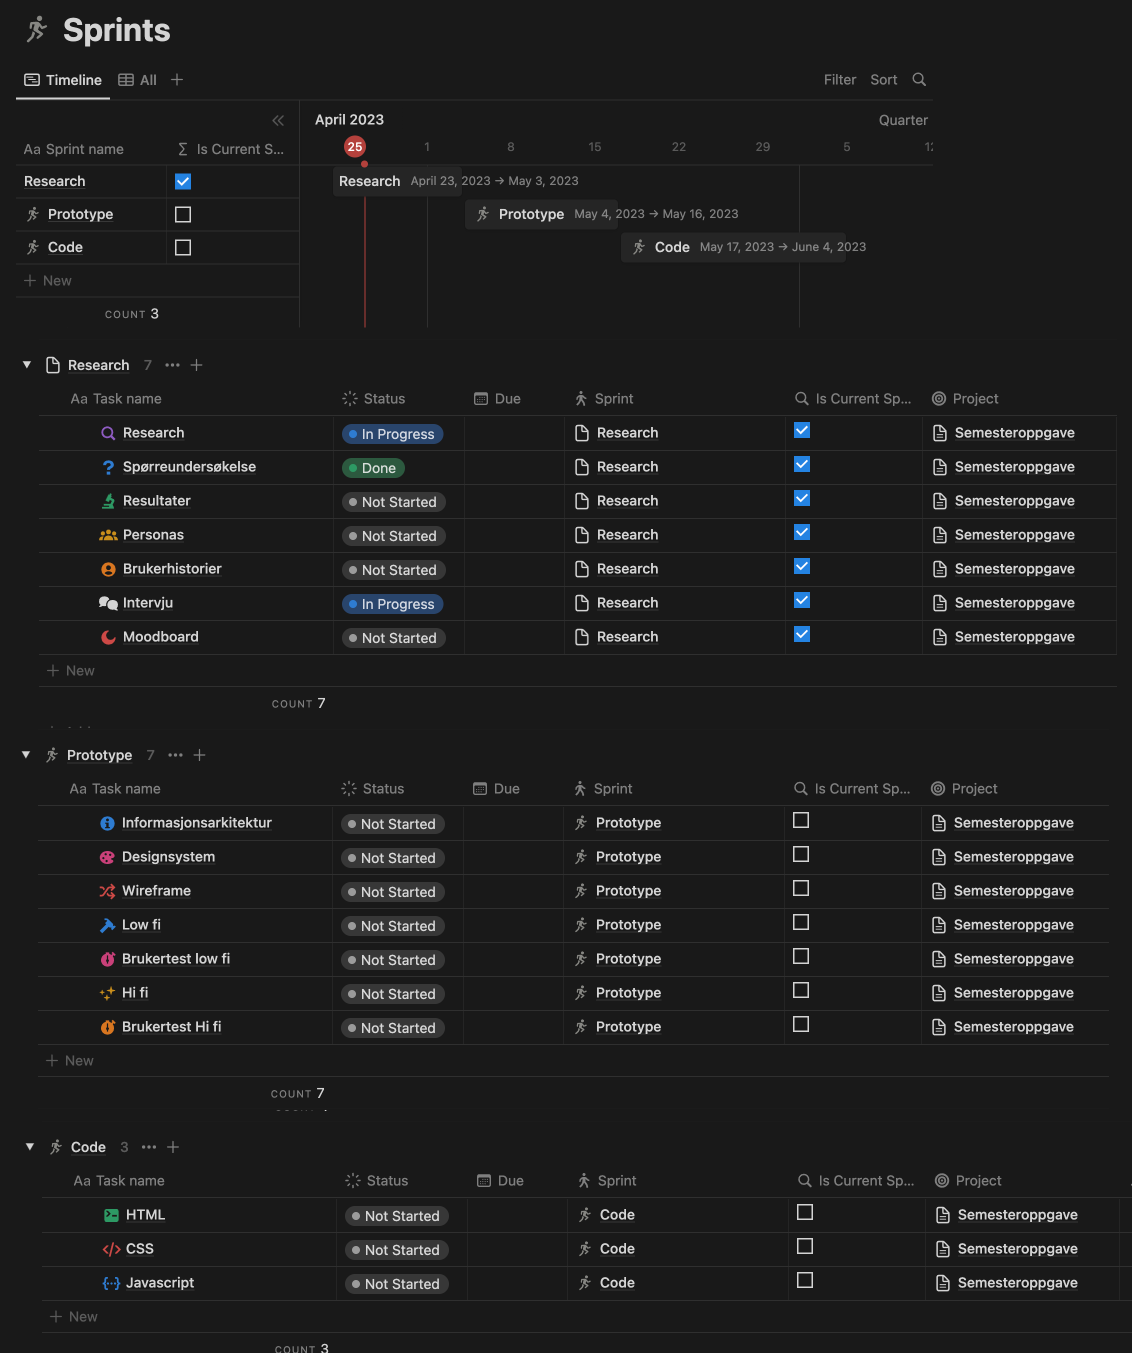 Sprints
Timeline All Filter Sort
April 2023 Quarter
Aa Sprint name Σ Is Current S... 25 1 8 15 22 29 5 12
Research Research April 23, 2023 → May 3, 2023
Prototype Prototype May 4, 2023 → May 16, 2023
Code Code May 17, 2023 → June 4, 2023
+ New
COUNT 3
Research 7 ... +
Aa Task name Status Due Sprint Is Current Sp... Project
Research In Progress Research Semesteroppgave
Spørreundersøkelse Done Research Semesteroppgave
Resultater Not Started Research Semesteroppgave
Personas Not Started Research Semesteroppgave
Brukerhistorier Not Started Research Semesteroppgave
Intervju In Progress Research Semesteroppgave
Moodboard Not Started Research Semesteroppgave
+ New
COUNT 7
Prototype 7 ... +
Aa Task name Status Due Sprint Is Current Sp... Project
Informasjonsarkitektur Not Started Prototype Semesteroppgave
Designsystem Not Started Prototype Semesteroppgave
Wireframe Not Started Prototype Semesteroppgave
Low fi Not Started Prototype Semesteroppgave
Brukertest low fi Not Started Prototype Semesteroppgave
Hi fi Not Started Prototype Semesteroppgave
Brukertest Hi fi Not Started Prototype Semesteroppgave
+ New
COUNT 7
Code 3 ... +
Aa Task name Status Due Sprint Is Current Sp... Project
HTML Not Started Code Semesteroppgave
CSS Not Started Code Semesteroppgave
Javascript Not Started Code Semesteroppgave
+ New
COUNT 3